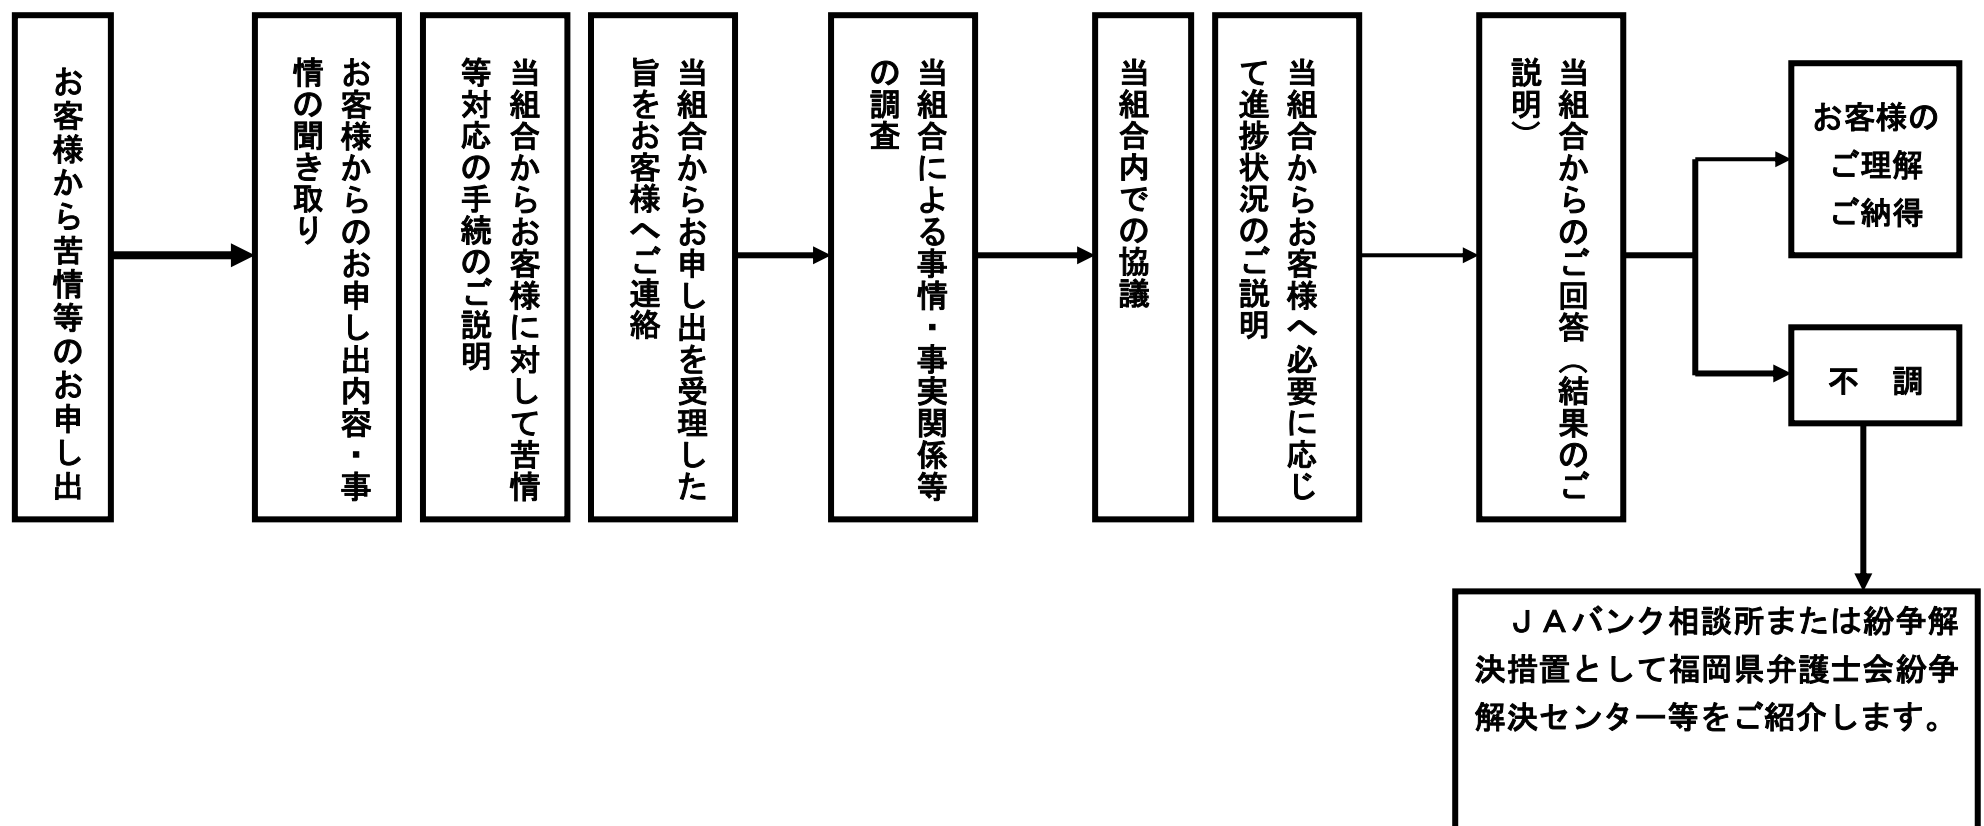 お客様から苦情等のお申し出
お客様からのお申し出内容・事
情の聞き取り
当組合からお客様に対して苦情
等対応の手続のご説明
当組合からお申し出を受理した
旨をお客様へご連絡
当組合による事情・事実関係等
の調査
当組合内での協議
当組合からお客様へ必要に応じ
て進捗状況のご説明
当組合からのご回答（結果のご
説明）
お客様の
ご理解
ご納得
不　調
ＪＡバンク相談所または紛争解
決措置として福岡県弁護士会紛争
解決センター等をご紹介します。